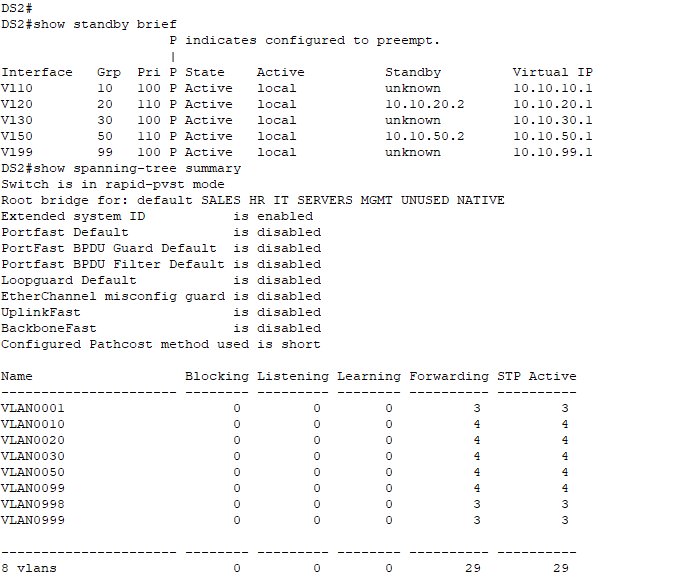 DS2#
DS2#show standby brief
P indicates configured to preempt.
|
Interface Grp Pri P State Active Standby Virtual IP
Vl10 10 100 P Active local unknown 10.10.10.1
Vl20 20 110 P Active local 10.10.20.2 10.10.20.1
Vl30 30 100 P Active local unknown 10.10.30.1
Vl50 50 110 P Active local 10.10.50.2 10.10.50.1
Vl99 99 100 P Active local unknown 10.10.99.1
DS2#show spanning-tree summary
Switch is in rapid-pvst mode
Root bridge for: default SALES HR IT SERVERS MGMT UNUSED NATIVE
Extended system ID is enabled
Portfast Default is disabled
PortFast BPDU Guard Default is disabled
Portfast BPDU Filter Default is disabled
Loopguard Default is disabled
EtherChannel misconfig guard is disabled
UplinkFast is disabled
BackboneFast is disabled
Configured Pathcost method used is short
Name Blocking Listening Learning Forwarding STP Active
---------------------- -------- --------- -------- ---------- ----------
VLAN0001 0 0 0 3 3
VLAN0010 0 0 0 4 4
VLAN0020 0 0 0 4 4
VLAN0030 0 0 0 4 4
VLAN0050 0 0 0 4 4
VLAN0099 0 0 0 4 4
VLAN0998 0 0 0 3 3
VLAN0999 0 0 0 3 3
---------------------- -------- --------- -------- ---------- ----------
8 vlans 0 0 0 29 29